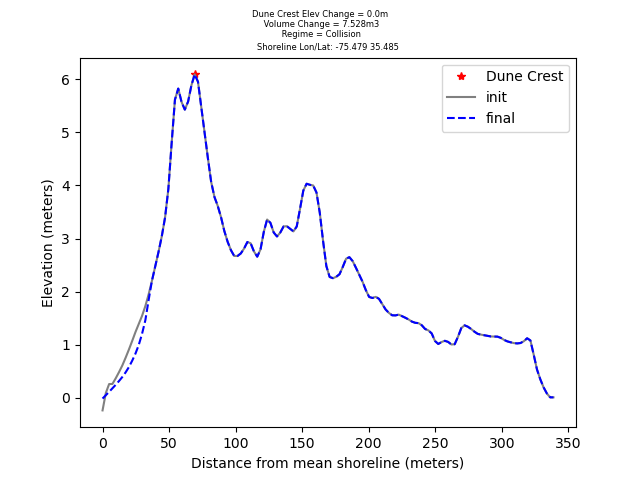 Dune Crest Elev Change = 0.0m
Volume Change = 7.528m3
Regime = Collision
Shoreline Lon/Lat: -75.479 35.485
Dune Crest
init
final
Elevation (meters)
6
5
4
3
2
1
0
0 50 100 150 200 250 300 350
Distance from mean shoreline (meters)